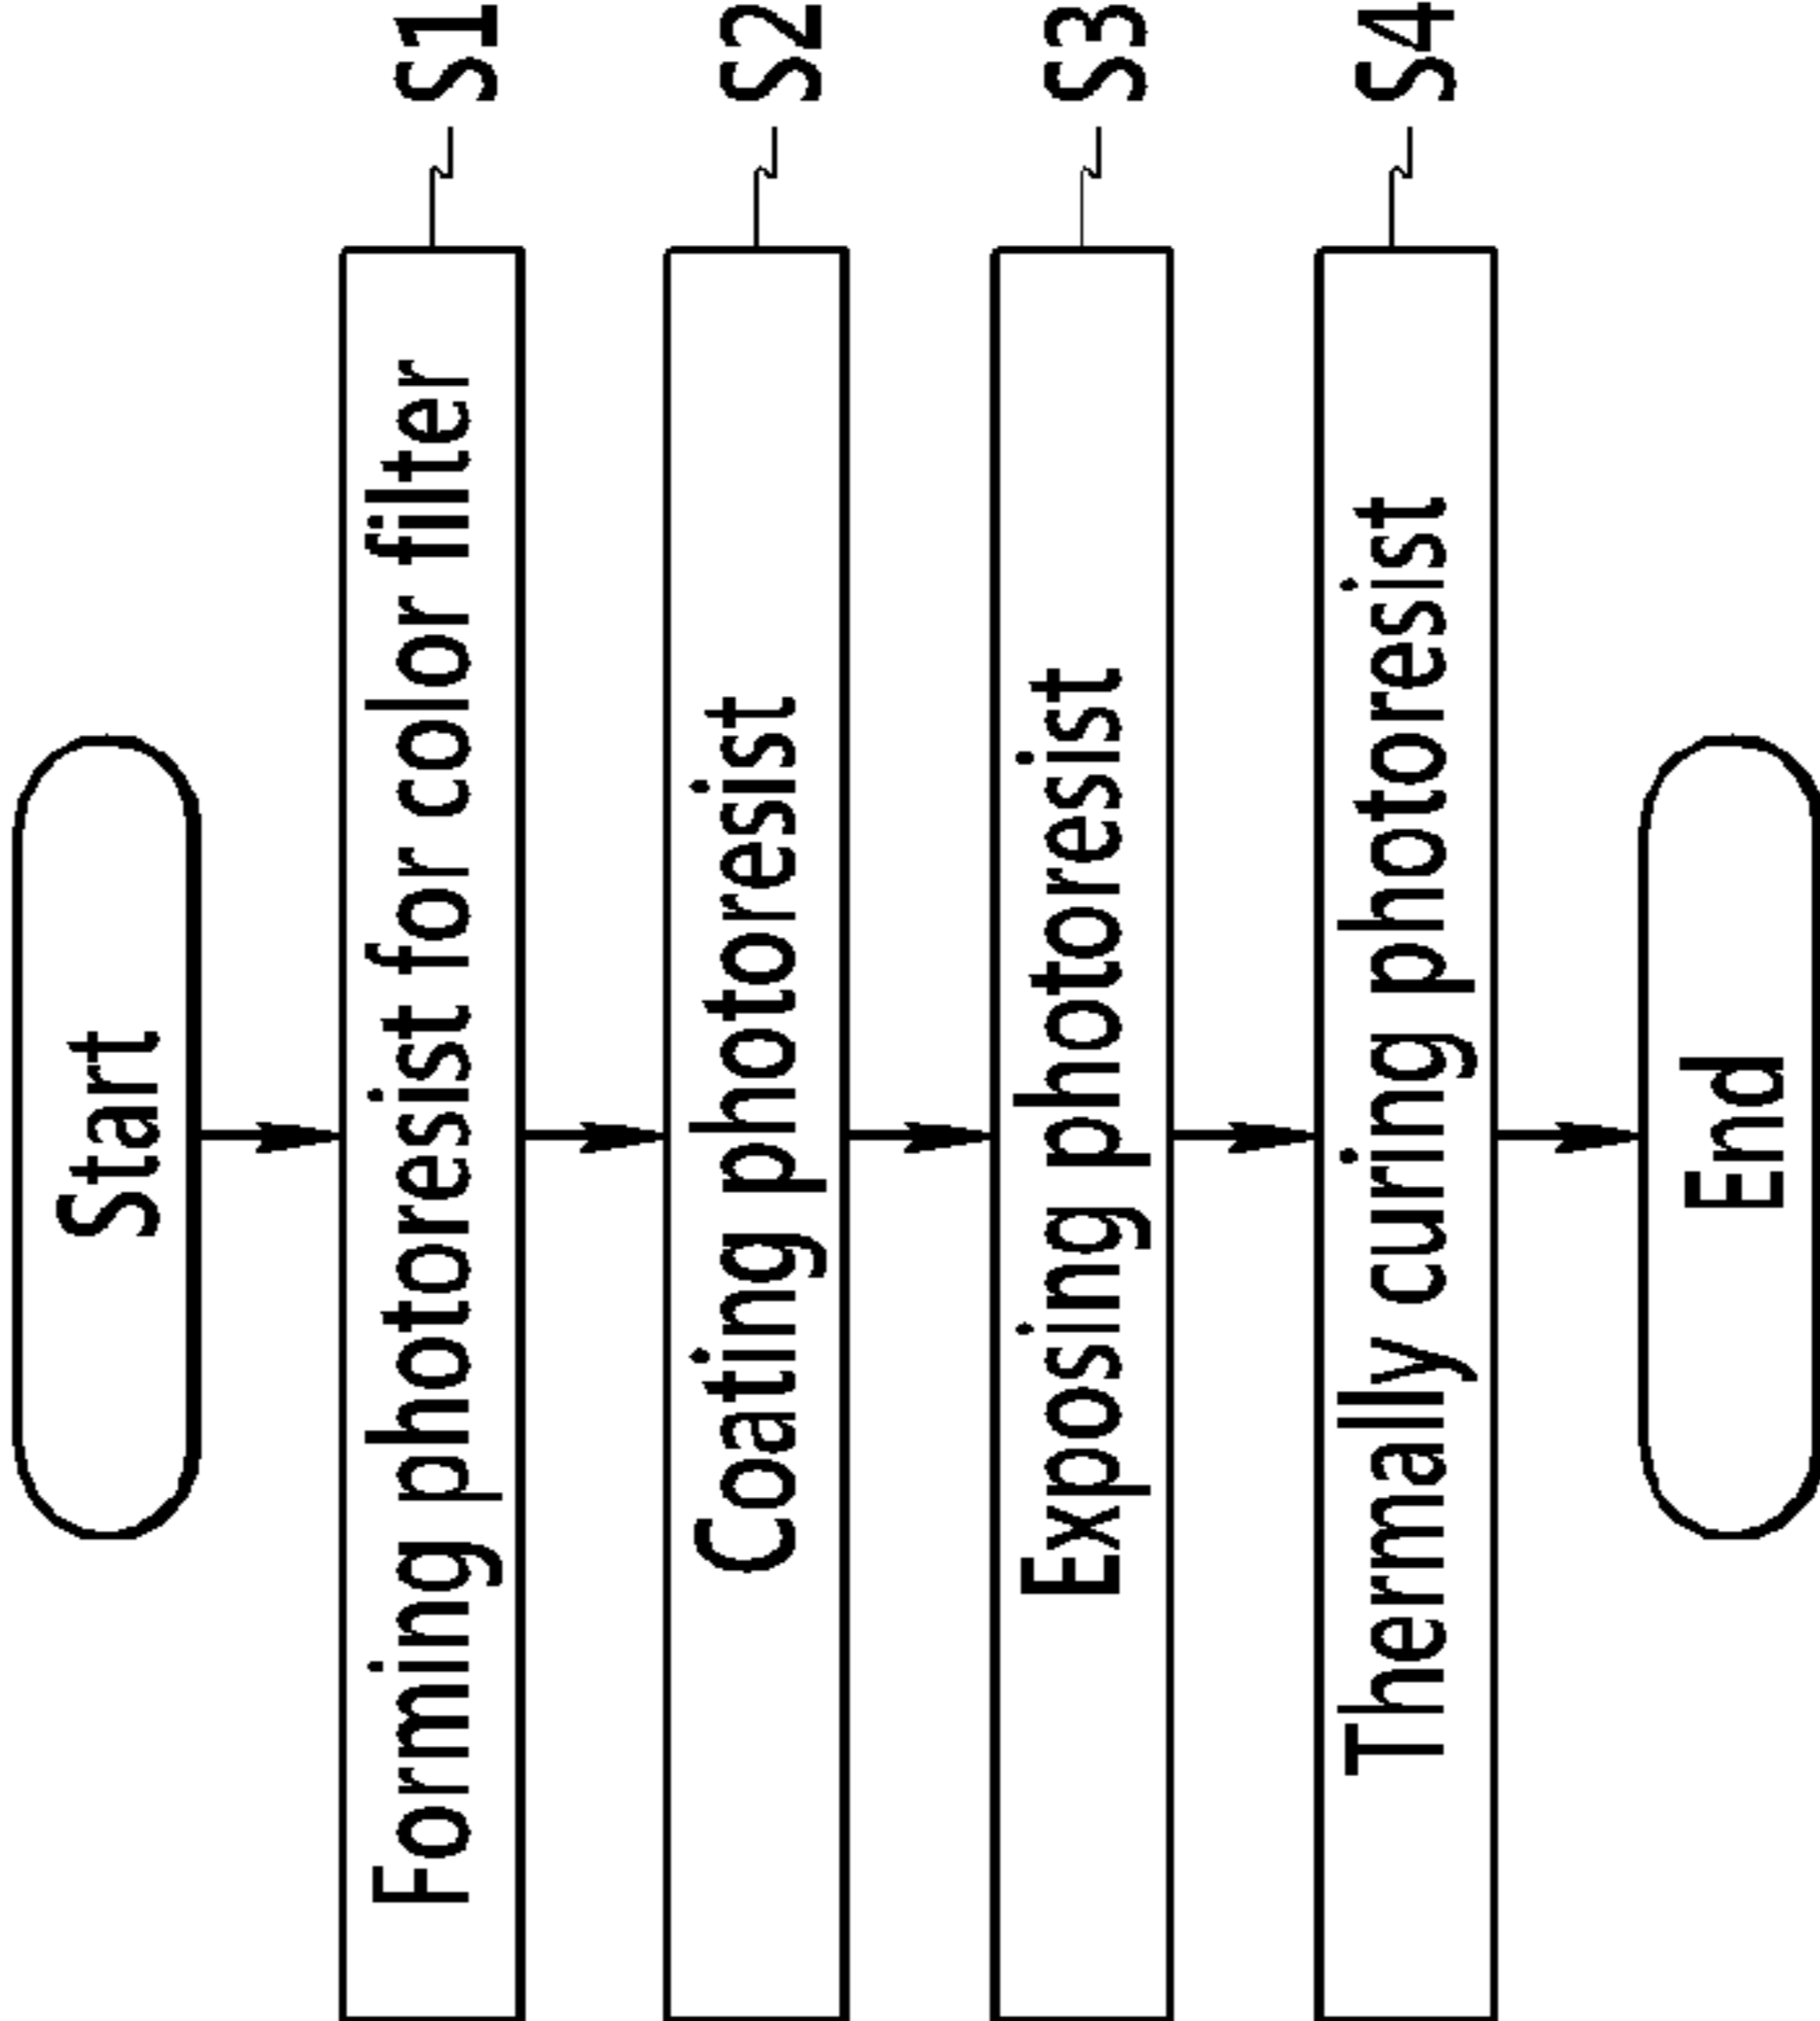 Start
Forming photoresist for color filter
S1
Coating photoresist
S2
Exposing photoresist
S3
Thermally curing photoresist
S4
End